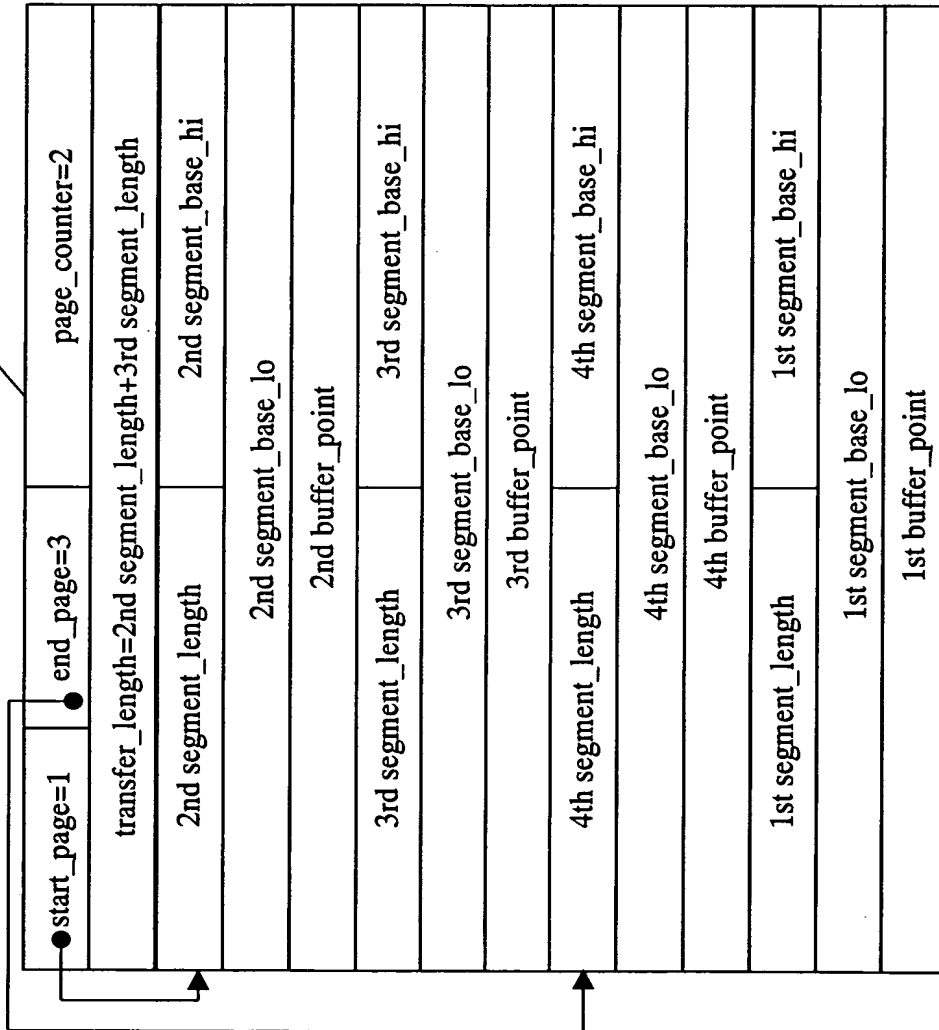 start_page=1 end_page=3 page_counter=2
transfer_length=2nd segment_length+3rd segment_length
2nd segment_length 2nd segment_base_hi
2nd segment_base_lo
2nd buffer_point
3rd segment_length 3rd segment_base_hi
3rd segment_base_lo
3rd buffer_point
4th segment_length 4th segment_base_hi
4th segment_base_lo
4th buffer_point
1st segment_length 1st segment_base_hi
1st segment_base_lo
1st buffer_point